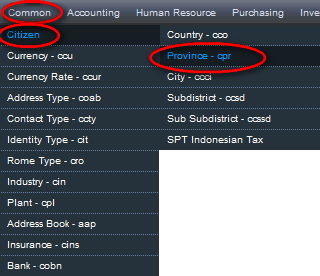 Common Accounting Human Resource Purchasing
Citizen
Currency - ccu
Currency Rate - ccur
Address Type - coab
Contact Type - ccty
Identity Type - cit
Rome Type - cro
Industry - cin
Plant - cpl
Address Book - aap
Insurance - cins
Bank - cobn
Country - cco
Province - cpr
City - ccci
Subdistrict - ccsd
Sub Subdistrict - ccssd
SPT Indonesian Tax